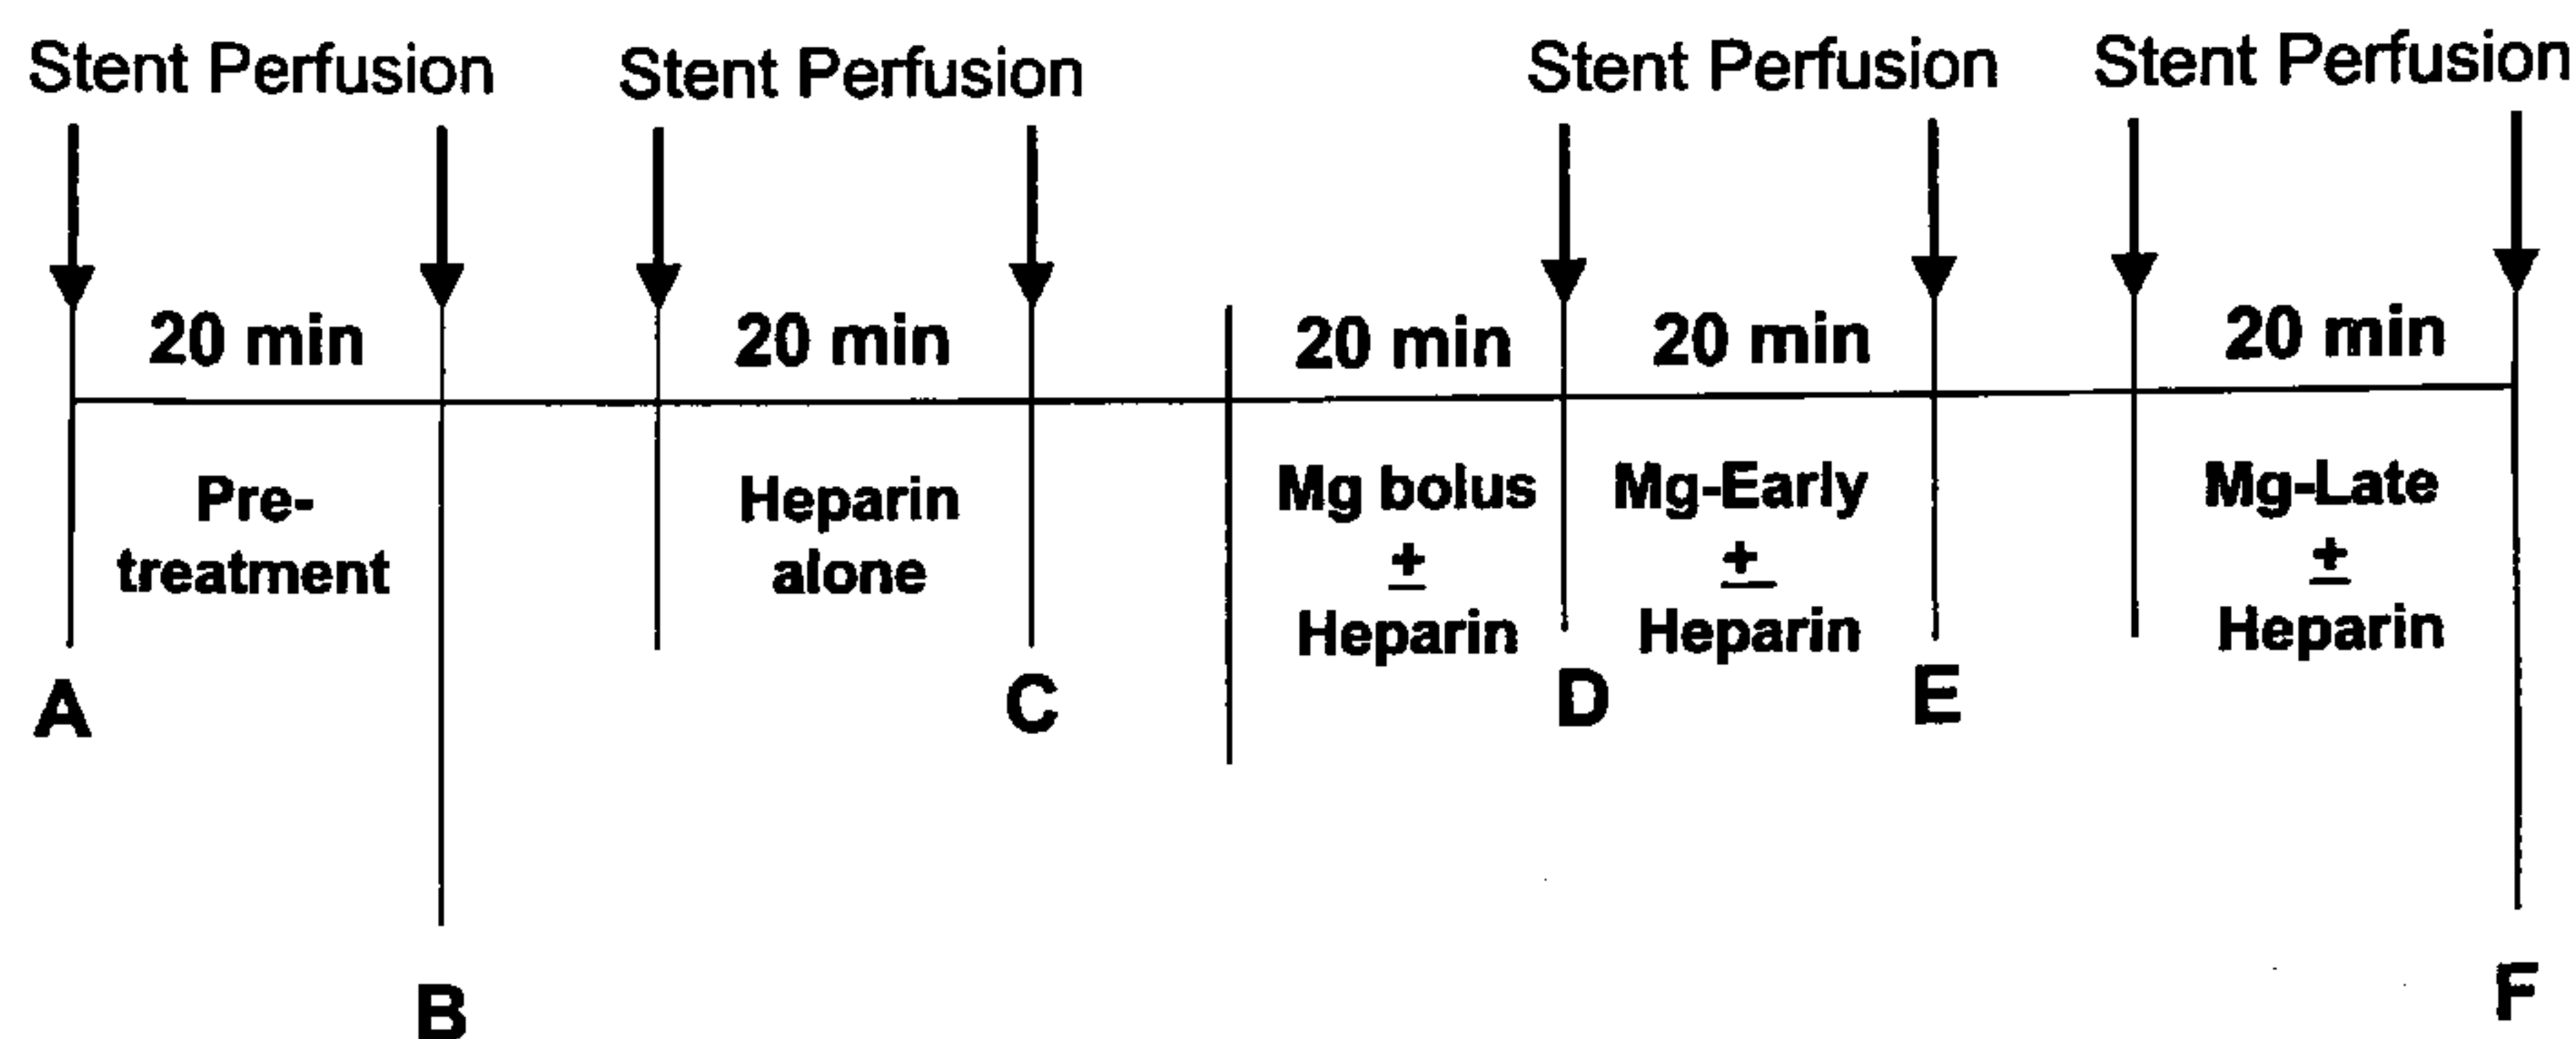 Stent Perfusion Stent Perfusion Stent Perfusion Stent Perfusion
20 min 20 min 20 min 20 min 20 min
Pre-
treatment
Heparin
alone
Mg bolus
±
Heparin
Mg-Early
±
Heparin
Mg-Late
±
Heparin
A
C
D
E
B
F